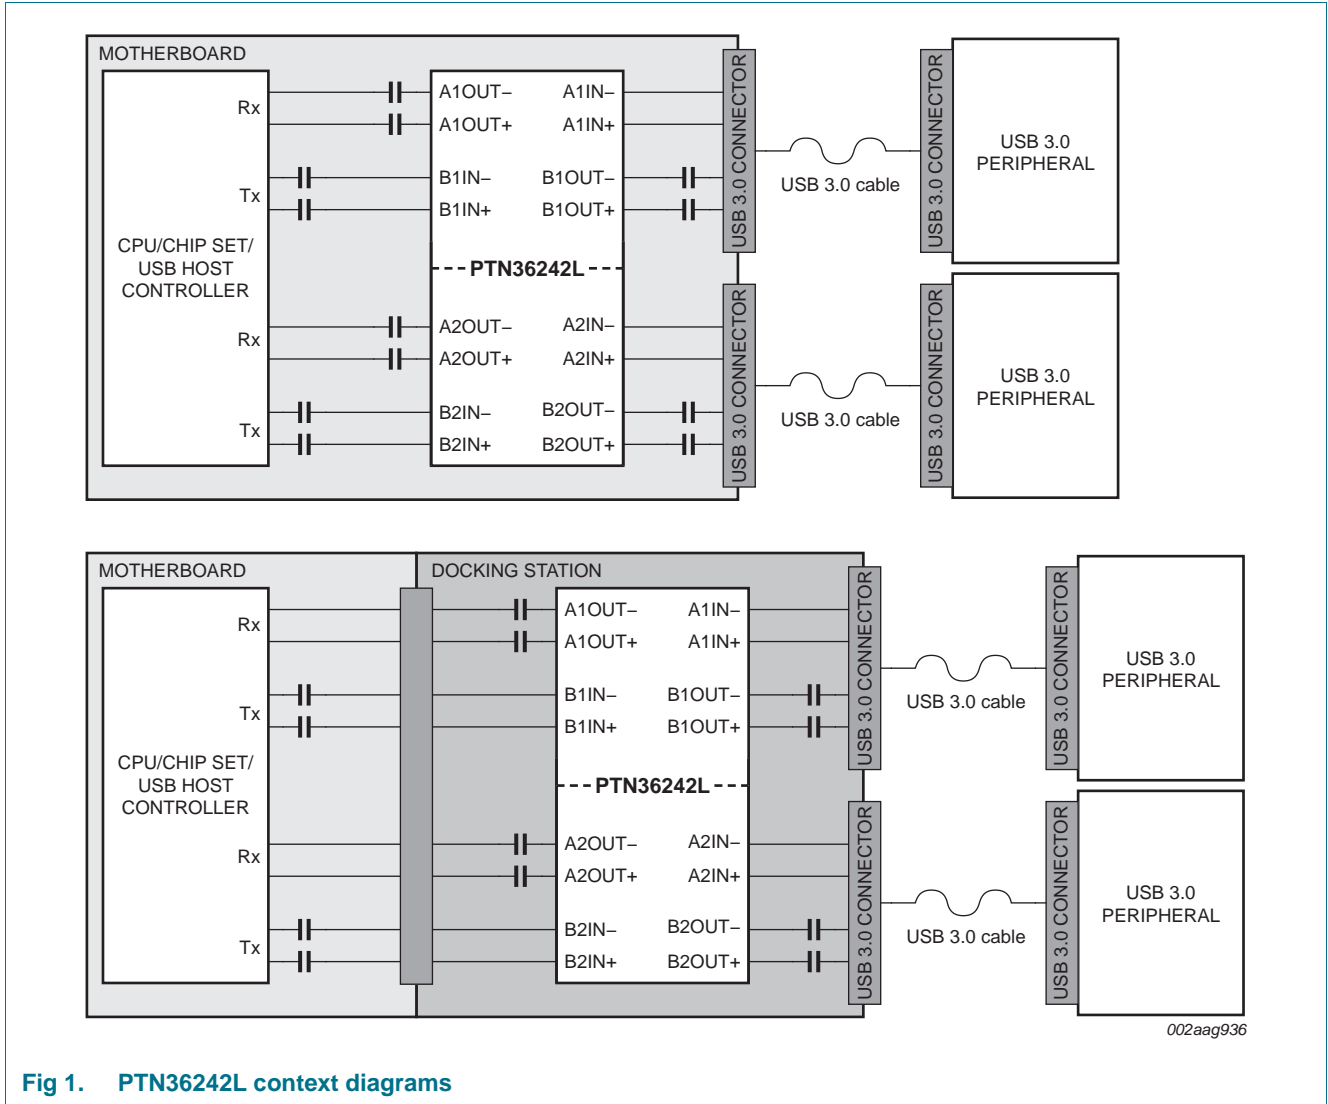 MOTHERBOARD
Rx
A1OUT−
A1IN−
A1OUT+
A1IN+
Tx
B1IN−
B1OUT−
B1IN+
B1OUT+
CPU/CHIP SET/
USB HOST
CONTROLLER
PTN36242L
Rx
A2OUT−
A2IN−
A2OUT+
A2IN+
Tx
B2IN−
B2OUT−
B2IN+
B2OUT+
USB 3.0 CONNECTOR
USB 3.0 cable
USB 3.0 CONNECTOR
USB 3.0
PERIPHERAL
USB 3.0 CONNECTOR
USB 3.0 cable
USB 3.0 CONNECTOR
USB 3.0
PERIPHERAL
MOTHERBOARD
DOCKING STATION
Rx
A1OUT−
A1IN−
A1OUT+
A1IN+
Tx
B1IN−
B1OUT−
B1IN+
B1OUT+
CPU/CHIP SET/
USB HOST
CONTROLLER
PTN36242L
Rx
A2OUT−
A2IN−
A2OUT+
A2IN+
Tx
B2IN−
B2OUT−
B2IN+
B2OUT+
USB 3.0 CONNECTOR
USB 3.0 cable
USB 3.0 CONNECTOR
USB 3.0
PERIPHERAL
USB 3.0 CONNECTOR
USB 3.0 cable
USB 3.0 CONNECTOR
USB 3.0
PERIPHERAL
002aag936
Fig 1. PTN36242L context diagrams